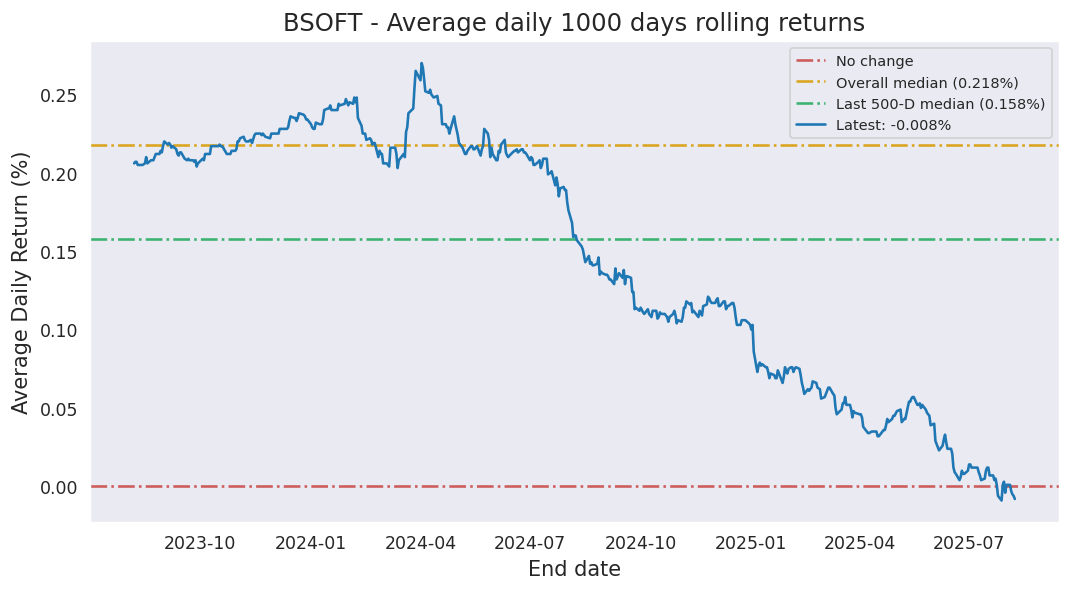 BSOFT - Average daily 1000 days rolling returns
No change
Overall median (0.218%)
Last 500-D median (0.158%)
Latest: -0.008%
Average Daily Return (%)
0.25
0.20
0.15
0.10
0.05
0.00
2023-10 2024-01 2024-04 2024-07 2024-10 2025-01 2025-04 2025-07
End date